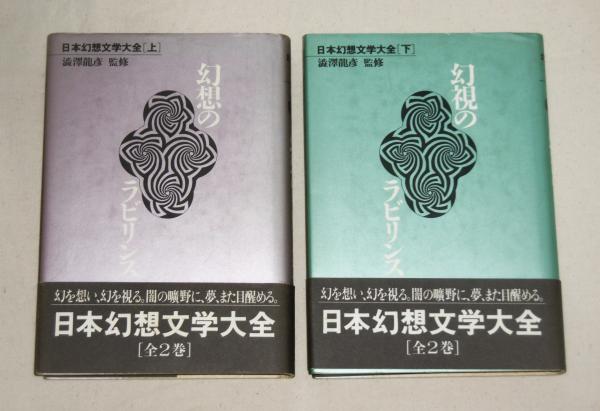 日本幻想文学大全[上]
澁澤龍彦 監修
幻想の
ラビリンス
幻を想い、幻を視る。闇の曠野に、夢、また目醒める。
日本幻想文学大全
[全2巻]
日本幻想文学大全[下]
澁澤龍彦 監修
幻視の
ラビリンス
幻を想い、幻を視る。闇の曠野に、夢、また目醒める。
日本幻想文学大全
[全2巻]